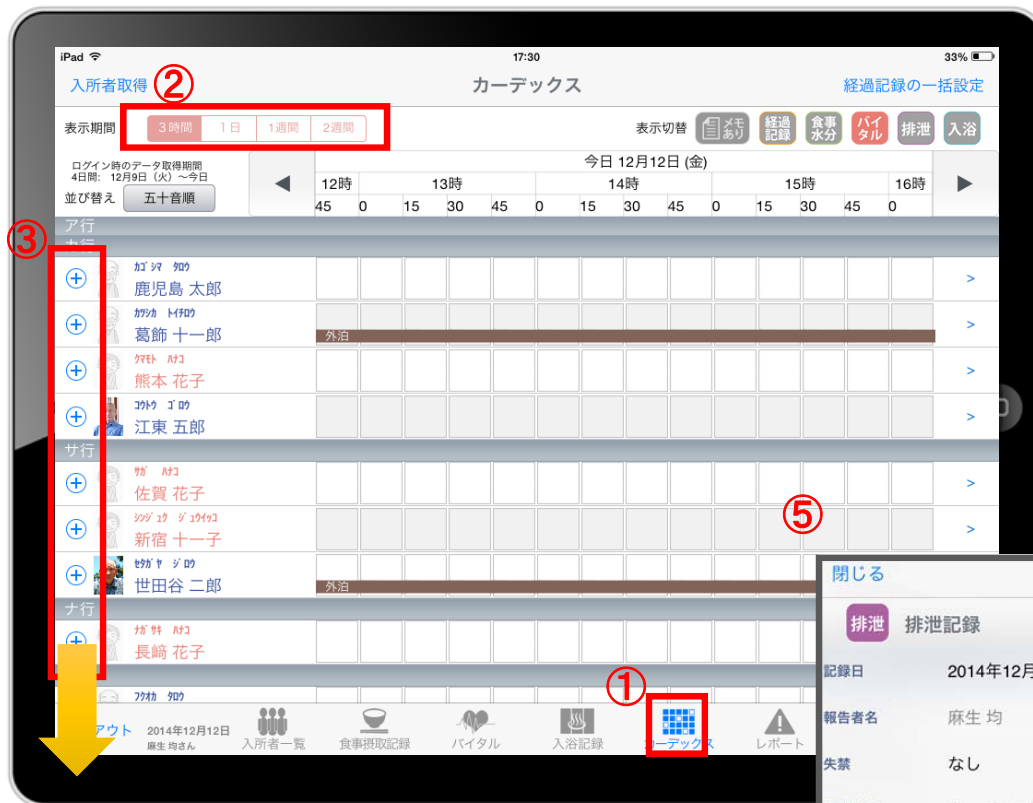 iPad 17:30 33%
入所者取得 ② カーデックス 経過記録の一括設定
表示期間 3時間 1日 1週間 2週間 表示切替 メモあり 経過記録 食事水分 バイタル 排泄 入浴
ログイン時のデータ取得期間
4日間: 12月9日(火)~今日
今日 12月12日 (金)
並び替え 五十音順 ◀ 12時 13時 14時 15時 16時 ▶
45 0 15 30 45 0 15 30 45 0 15 30 45 0
ア行
③ カ行
カゴシマ タロウ
鹿児島 太郎 >
カツシカ トイチロウ
葛飾 十一郎 外泊 >
クマモト ハナコ
熊本 花子 >
コウトウ ゴロウ
江東 五郎 >
サ行
サガ ハナコ
佐賀 花子 >
⑤
新宿 十一子 >
セタガヤ ジロウ
世田谷 二郎 外泊
ナ行
ナガサキ ハナコ
長﨑 花子
フクオカ タロウ
①
アウト 2014年12月12日
麻生 均さん
入所者一覧 食事摂取記録 バイタル 入浴記録 カーデックス レポート
閉じる
排泄 排泄記録
記録日 2014年12月
報告者名 麻生 均
失禁 なし